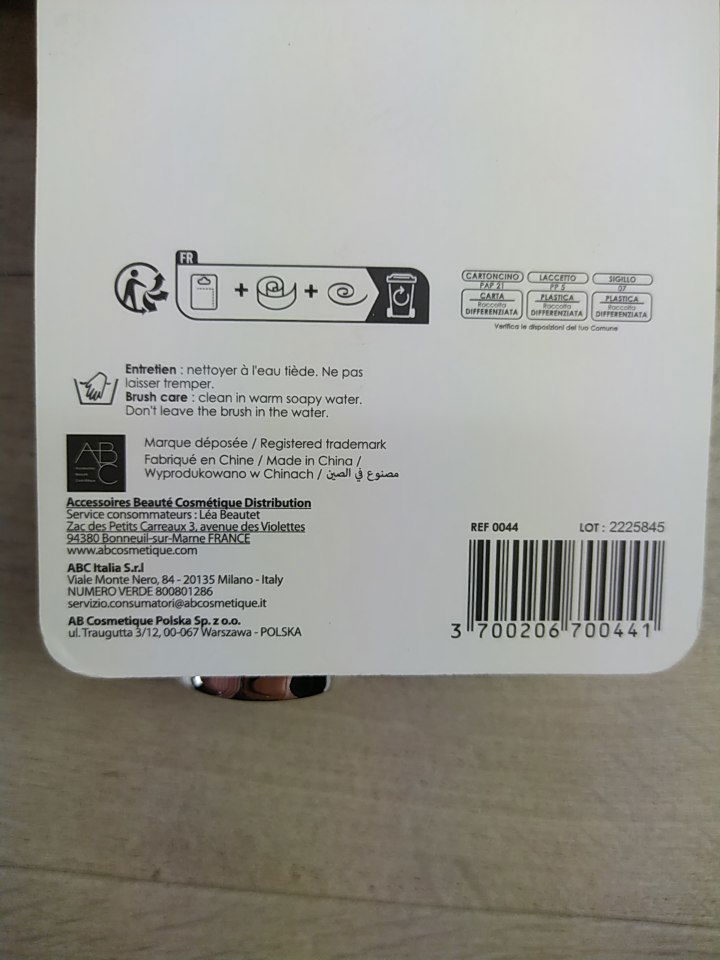 FR
CARTONCINO
PAP 21
CARTA
Raccolta
DIFFERENZIATA
LACCETTO
PP 5
PLASTICA
Raccolta
DIFFERENZIATA
SIGILLO
07
PLASTICA
Raccolta
DIFFERENZIATA
Verifica le disposizioni del tuo Comune
Entretien : nettoyer à l'eau tiède. Ne pas
laisser tremper.
Brush care : clean in warm soapy water.
Don't leave the brush in the water.
ABC
Accessoires
Beauté
Cosmétique
Marque déposée / Registered trademark
Fabriqué en Chine / Made in China /
Wyprodukowano w Chinach / مصنوع في الصين
Accessoires Beauté Cosmétique Distribution
Service consommateurs : Léa Beautet
Zac des Petits Carreaux 3, avenue des Violettes
94380 Bonneuil-sur-Marne FRANCE
www.abcosmetique.com
ABC Italia S.r.l
Viale Monte Nero, 84 - 20135 Milano - Italy
NUMERO VERDE 800801286
servizio.consumatori@abcosmetique.it
AB Cosmetique Polska Sp. z o.o.
ul. Traugutta 3/12, 00-067 Warszawa - POLSKA
REF 0044 LOT : 2225845
3 700206 700441